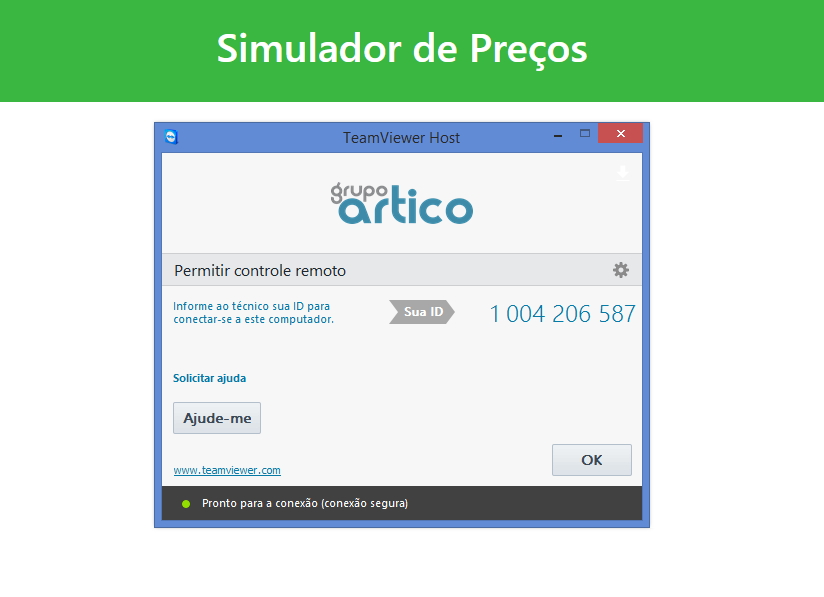 Simulador de Preços
TeamViewer Host
grupo
artico
Permitir controle remoto
Informe ao técnico sua ID para
conectar-se a este computador.
Sua ID
1 004 206 587
Solicitar ajuda
Ajude-me
www.teamviewer.com
OK
Pronto para a conexão (conexão segura)